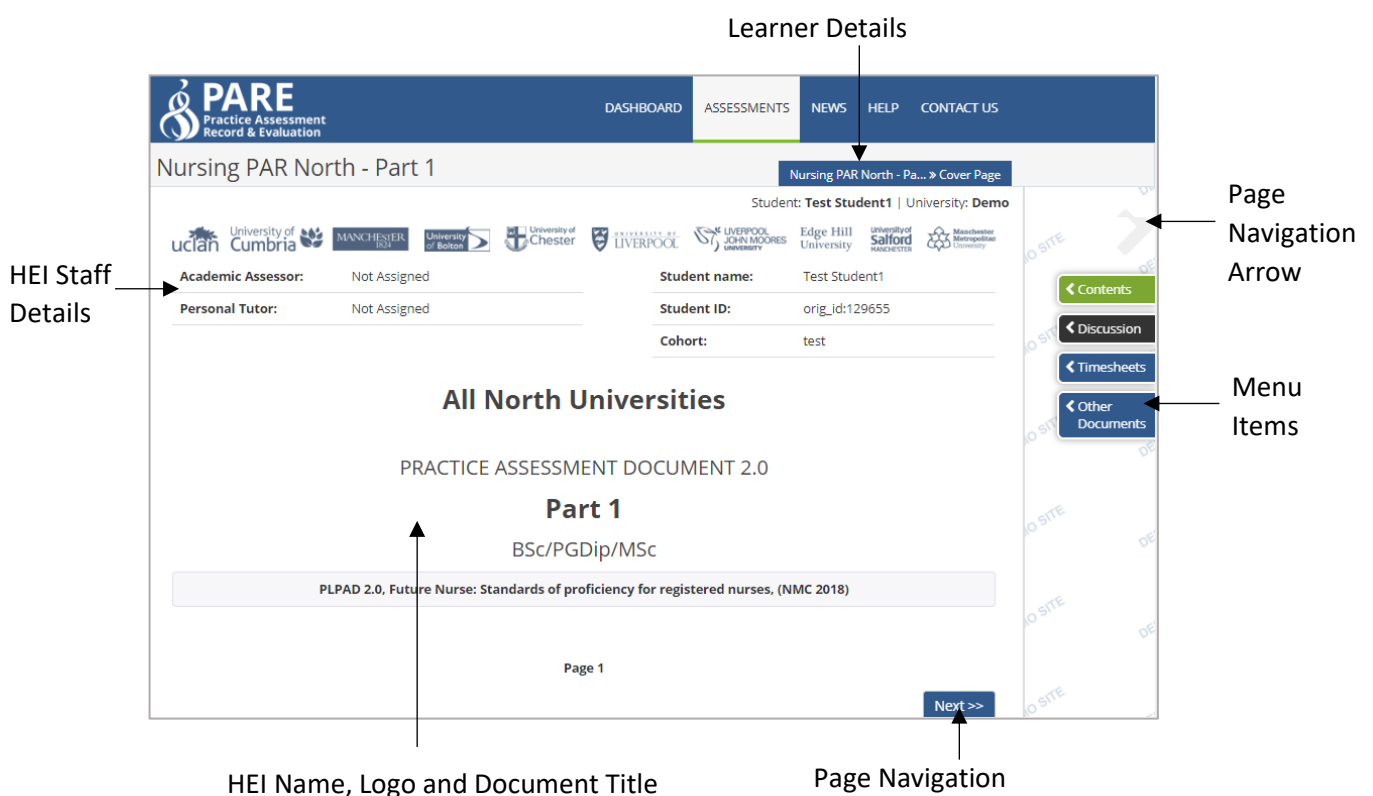 Learner Details
PARE
Practice Assessment
Record & Evaluation
DASHBOARD ASSESSMENTS NEWS HELP CONTACT US
Nursing PAR North - Part 1
Nursing PAR North - Pa... » Cover Page
Student: Test Student1 | University: Demo
uclan University of Cumbria MANCHESTER 1824 University of Bolton University of Chester UNIVERSITY OF LIVERPOOL LIVERPOOL JOHN MOORES UNIVERSITY Edge Hill University University of Salford MANCHESTER Manchester Metropolitan University
Academic Assessor: Not Assigned Student name: Test Student1
Personal Tutor: Not Assigned Student ID: orig_id:129655
Cohort: test
HEI Staff
Details
Page
Navigation
Arrow
Contents
Discussion
Timesheets
Other
Documents
Menu
Items
All North Universities
PRACTICE ASSESSMENT DOCUMENT 2.0
Part 1
BSc/PGDip/MSc
PLPAD 2.0, Future Nurse: Standards of proficiency for registered nurses, (NMC 2018)
Page 1
Next >>
HEI Name, Logo and Document Title
Page Navigation